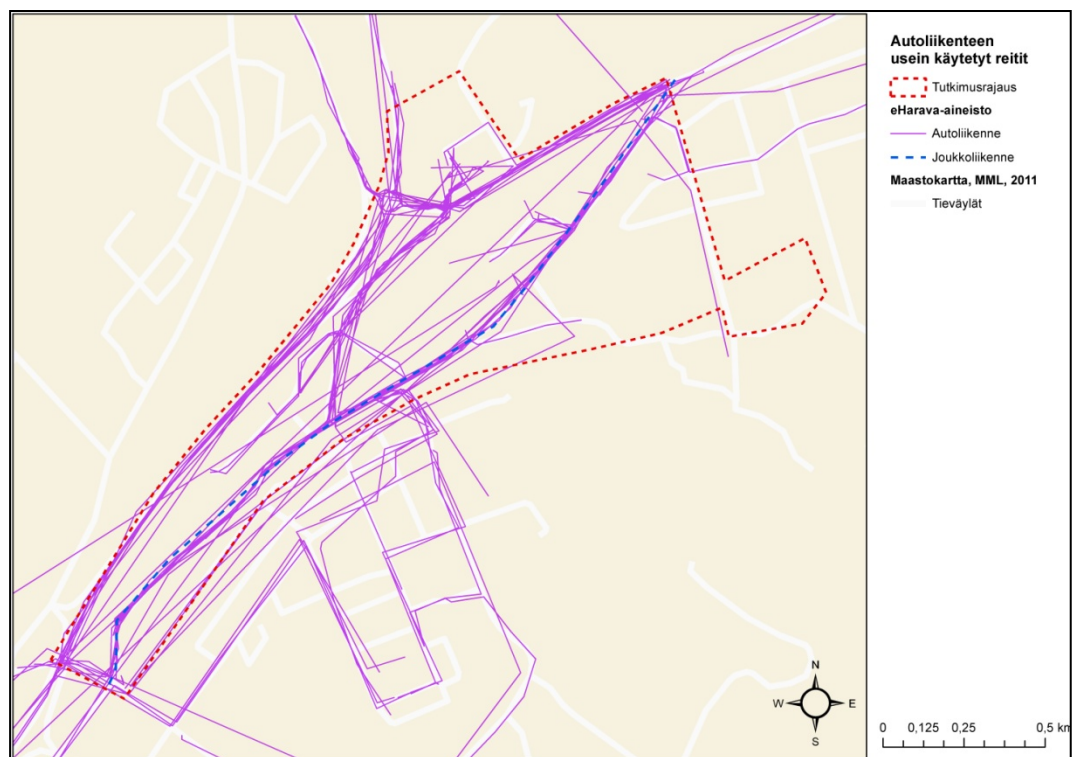 Autoliikenteen
usein käytetyt reitit
Tutkimusrajaus
eHarava-aineisto
Autoliikenne
Joukkoliikenne
Maastokartta, MML, 2011
Tieväylät
N
W E
S
0 0,125 0,25 0,5 km